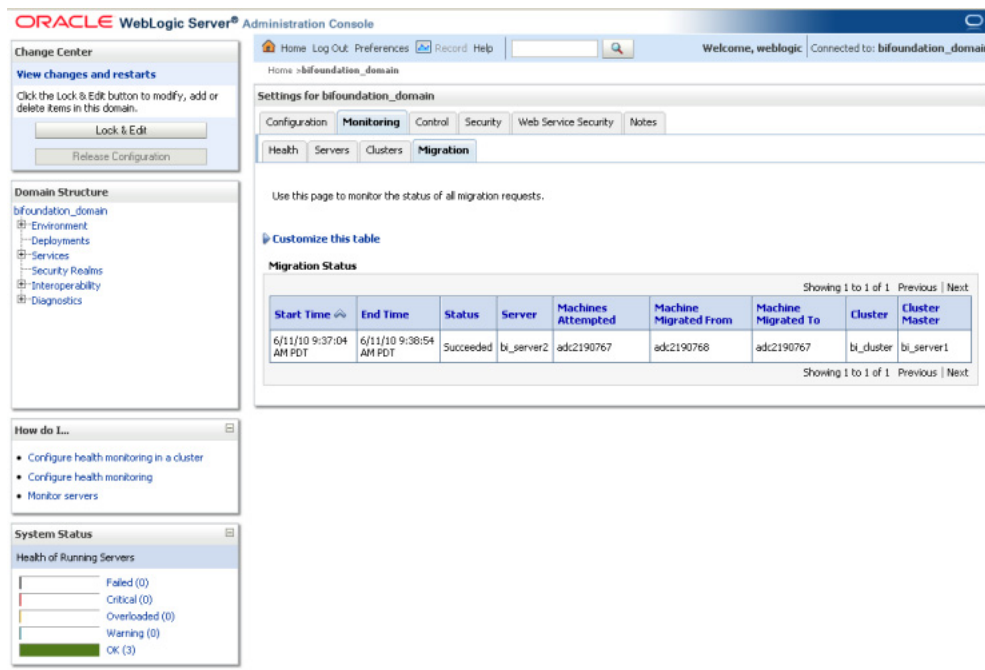 ORACLE WebLogic Server® Administration Console
Change Center
View changes and restarts
Click the Lock & Edit button to modify, add or
delete items in this domain.
Lock & Edit
Release Configuration
Domain Structure
bifoundation_domain
Environment
Deployments
Services
Security Realms
Interoperability
Diagnostics
How do I...
Configure health monitoring in a cluster
Configure health monitoring
Monitor servers
System Status
Health of Running Servers
Failed (0)
Critical (0)
Overloaded (0)
Warning (0)
OK (3)
Home Log Out Preferences Record Help
Welcome, weblogic Connected to: bifoundation_domain
Home >bifoundation_domain
Settings for bifoundation_domain
Configuration Monitoring Control Security Web Service Security Notes
Health Servers Clusters Migration
Use this page to monitor the status of all migration requests.
Customize this table
Migration Status
Showing 1 to 1 of 1 Previous | Next
Start Time End Time Status Server Machines Attempted Machine Migrated From Machine Migrated To Cluster Cluster Master
6/11/10 9:37:04 AM PDT 6/11/10 9:38:54 AM PDT Succeeded bi_server2 adc2190767 adc2190768 adc2190767 bi_cluster bi_server1
Showing 1 to 1 of 1 Previous | Next